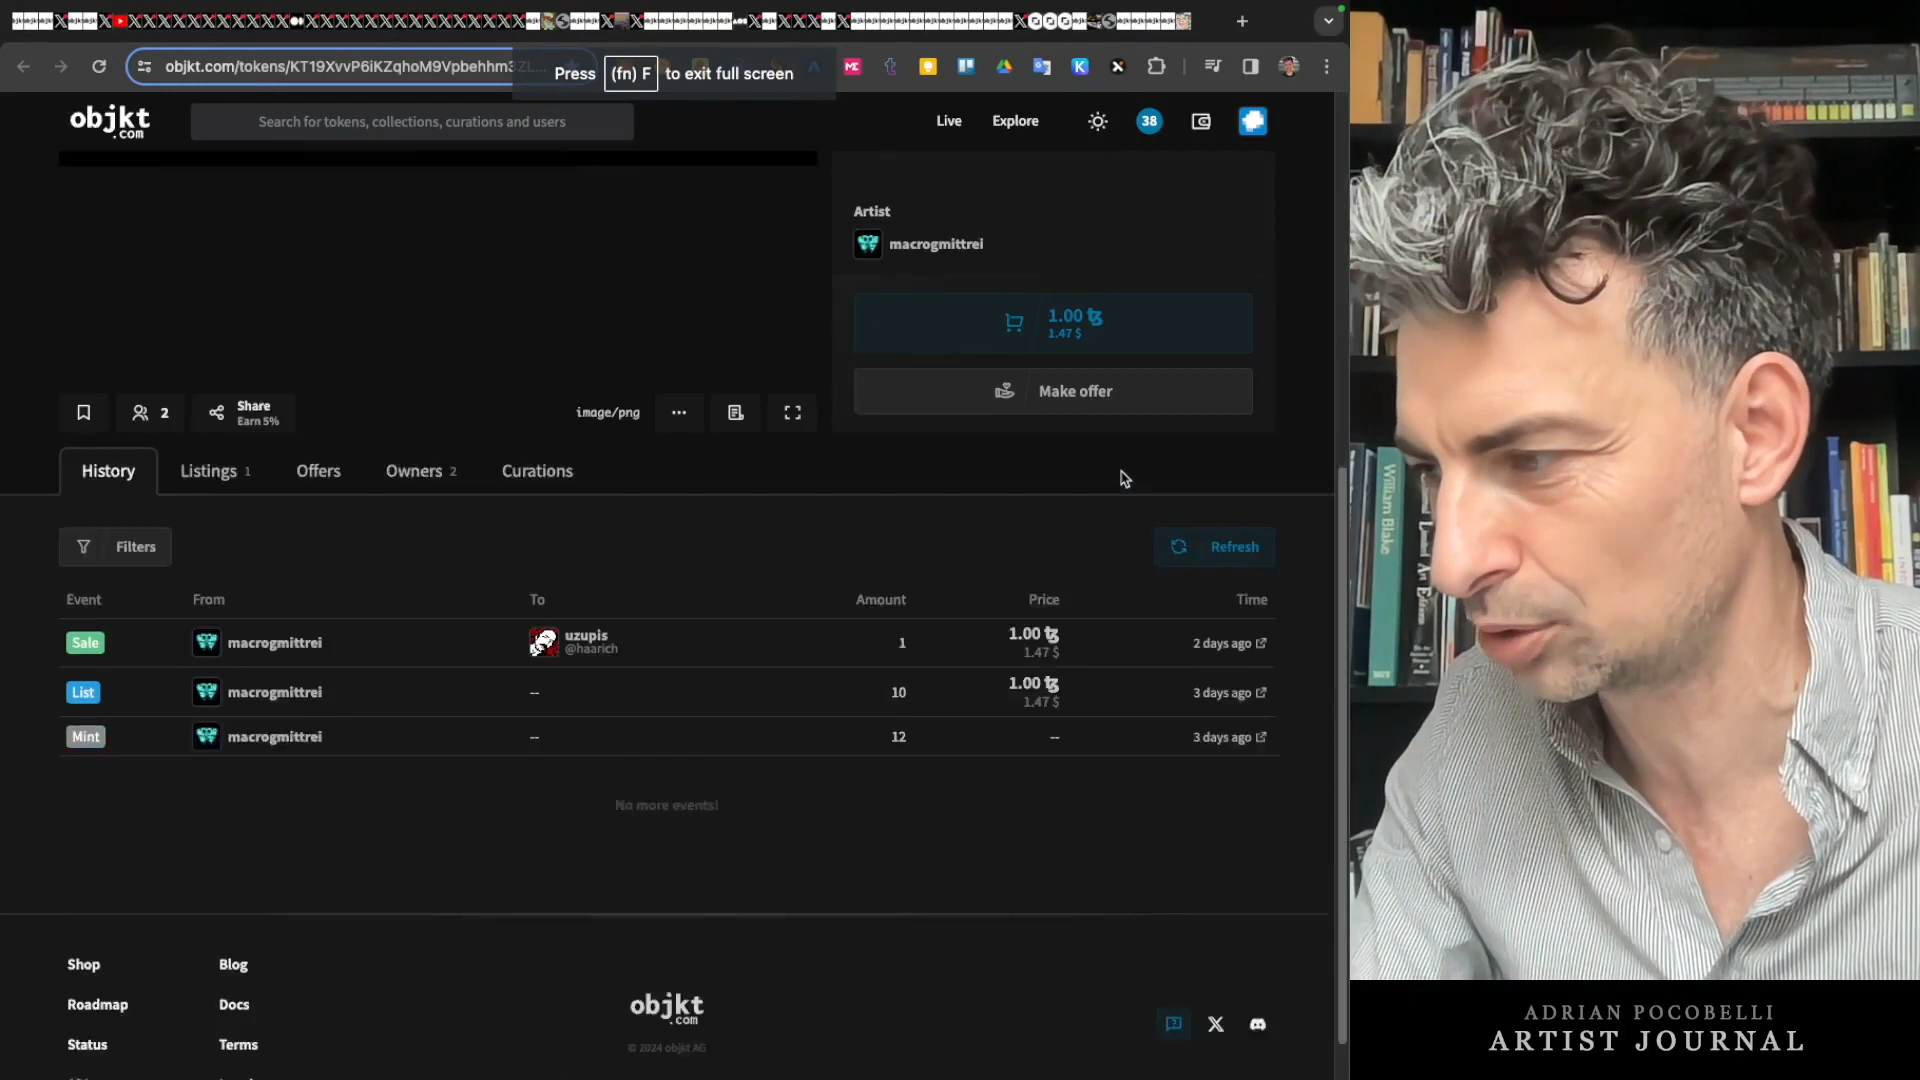 objkt.com/tokens/KT19XvvP6iKZqhoM9Vpbehhm3ZL...
Press (fn) F to exit full screen
objkt
.com
Search for tokens, collections, curations and users
Live
Explore
38
Artist
macrogmittrei
1.00
1.47 $
Make offer
2
Share
Earn 5%
image/png
History
Listings 1
Offers
Owners 2
Curations
Filters
Refresh
Event From To Amount Price Time
Sale macrogmittrei uzupis 1 1.00 2 days ago
@haarich 1.47 $
List macrogmittrei -- 10 1.00 3 days ago
1.47 $
Mint macrogmittrei -- 12 -- 3 days ago
No more events!
Shop Blog
Roadmap Docs
Status Terms
objkt
.com
© 2024 objkt AG
William Blake
ADRIAN POCOBELLI
ARTIST JOURNAL